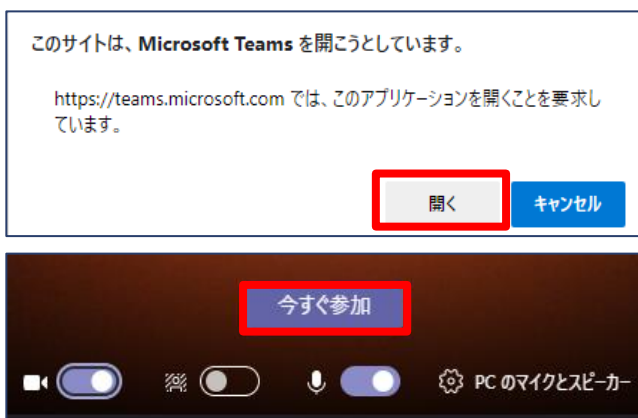 このサイトは、Microsoft Teams を開こうとしています。
https://teams.microsoft.com では、このアプリケーションを開くことを要求し
ています。
開く
キャンセル
今すぐ参加
PC のマイクとスピーカー